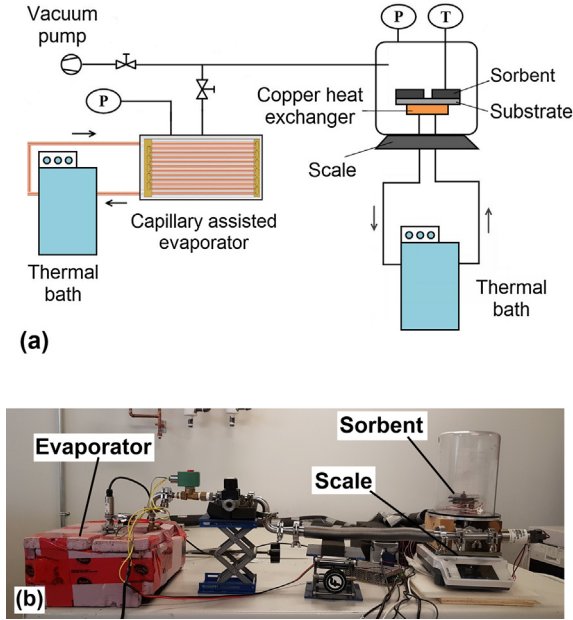 Vacuum
pump
P
P
T
Sorbent
Substrate
Copper heat
exchanger
Scale
Capillary assisted
evaporator
Thermal
bath
Thermal
bath
(a)
Evaporator
Sorbent
Scale
(b)